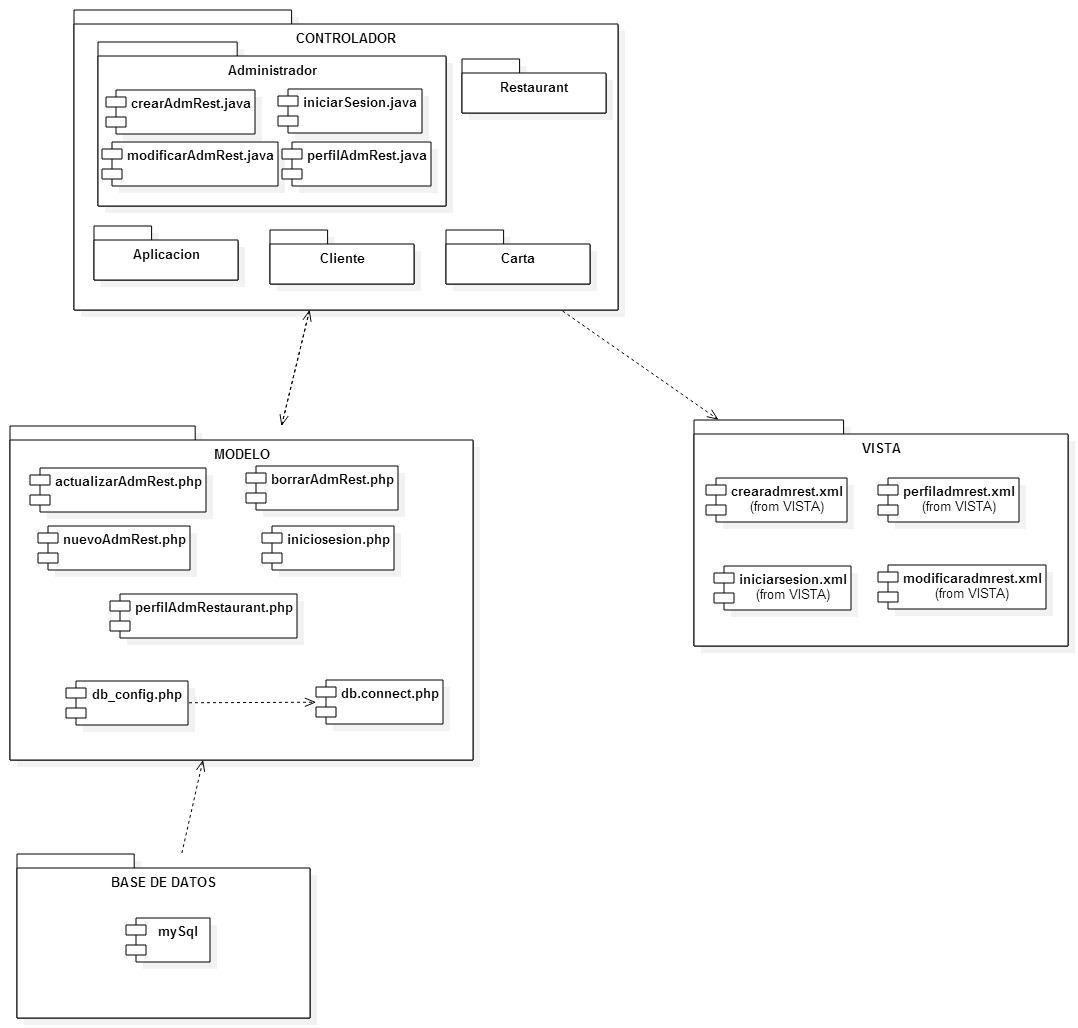 CONTROLADOR
Administrador
Restaurant
crearAdmRest.java
iniciarSesion.java
modificarAdmRest.java
perfilAdmRest.java
Aplicacion
Cliente
Carta
MODELO
actualizarAdmRest.php
borrarAdmRest.php
nuevoAdmRest.php
iniciosesion.php
perfilAdmRestaurant.php
db_config.php
db.connect.php
VISTA
crearadmrest.xml
(from VISTA)
perfiladmrest.xml
(from VISTA)
iniciarsesion.xml
(from VISTA)
modificaradmrest.xml
(from VISTA)
BASE DE DATOS
mySql